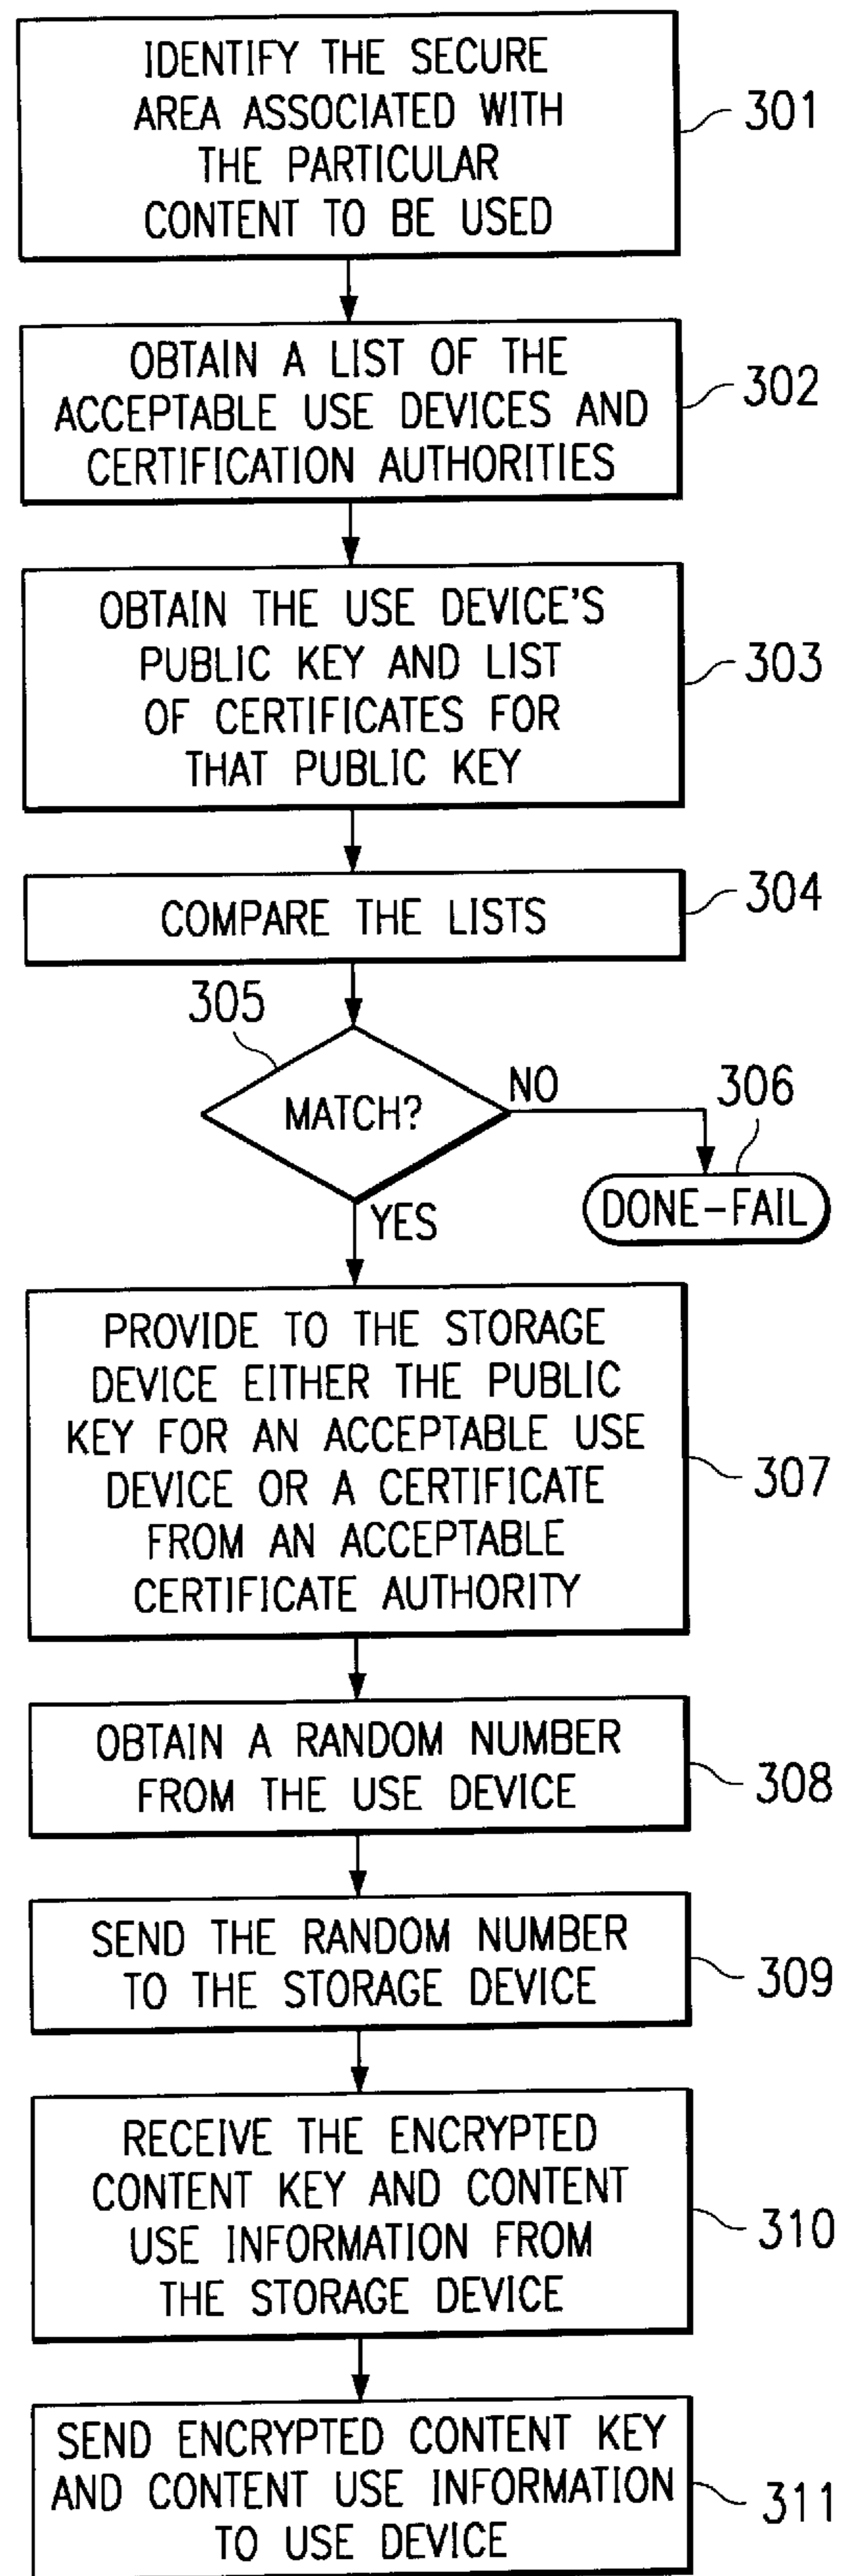 IDENTIFY THE SECURE
AREA ASSOCIATED WITH
THE PARTICULAR
CONTENT TO BE USED
301
OBTAIN A LIST OF THE
ACCEPTABLE USE DEVICES AND
CERTIFICATION AUTHORITIES
302
OBTAIN THE USE DEVICE'S
PUBLIC KEY AND LIST
OF CERTIFICATES FOR
THAT PUBLIC KEY
303
COMPARE THE LISTS
304
305
MATCH?
NO
306
DONE-FAIL
YES
PROVIDE TO THE STORAGE
DEVICE EITHER THE PUBLIC
KEY FOR AN ACCEPTABLE USE
DEVICE OR A CERTIFICATE
FROM AN ACCEPTABLE
CERTIFICATE AUTHORITY
307
OBTAIN A RANDOM NUMBER
FROM THE USE DEVICE
308
SEND THE RANDOM NUMBER
TO THE STORAGE DEVICE
309
RECEIVE THE ENCRYPTED
CONTENT KEY AND CONTENT
USE INFORMATION FROM
THE STORAGE DEVICE
310
SEND ENCRYPTED CONTENT KEY
AND CONTENT USE INFORMATION
TO USE DEVICE
311